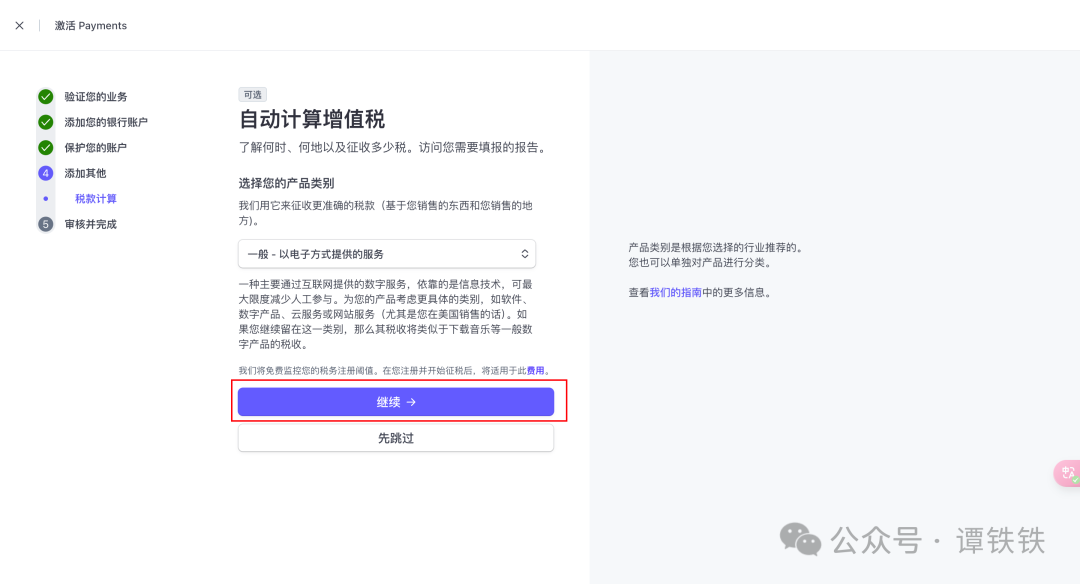 激活 Payments
验证您的业务
添加您的银行账户
保护您的账户
4 添加其他
税款计算
5 审核并完成
可选
自动计算增值税
了解何时、何地以及征收多少税。访问您需要填报的报告。
选择您的产品类别
我们用它来征收更准确的税款（基于您销售的东西和您销售的地
方)。
一般 - 以电子方式提供的服务
一种主要通过互联网提供的数字服务，依靠的是信息技术，可最
大限度减少人工参与。为您的产品考虑更具体的类别，如软件、
数字产品、云服务或网站服务（尤其是您在美国销售的话）。如
果您继续留在这一类别，那么其税收将类似于下载音乐等一般数
字产品的税收。
我们将免费监控您的税务注册阈值。在您注册并开始征税后，将适用于此费用。
继续 →
先跳过
产品类别是根据您选择的行业推荐的。
您也可以单独对产品进行分类。
查看我们的指南中的更多信息。
公众号 · 谭铁铁